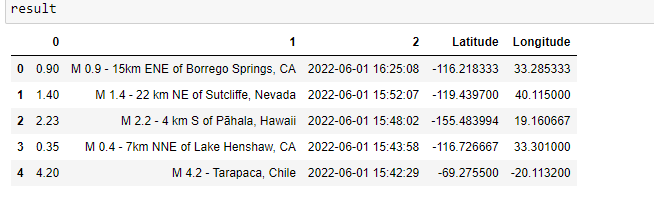 result
0 1 2 Latitude Longitude
0 0.90 M 0.9 - 15km ENE of Borrego Springs, CA 2022-06-01 16:25:08 -116.218333 33.285333
1 1.40 M 1.4 - 22 km NE of Sutcliffe, Nevada 2022-06-01 15:52:07 -119.439700 40.115000
2 2.23 M 2.2 - 4 km S of Pāhala, Hawaii 2022-06-01 15:48:02 -155.483994 19.160667
3 0.35 M 0.4 - 7km NNE of Lake Henshaw, CA 2022-06-01 15:43:58 -116.726667 33.301000
4 4.20 M 4.2 - Tarapaca, Chile 2022-06-01 15:42:29 -69.275500 -20.113200